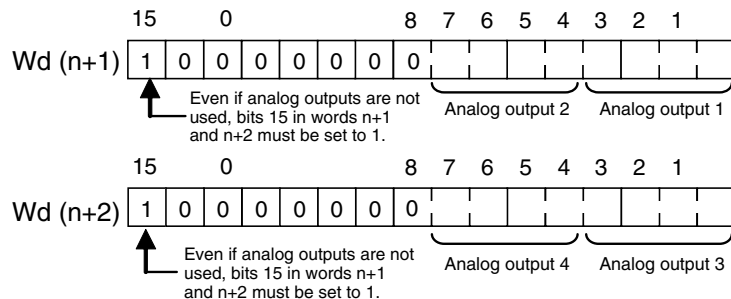 15 0 8 7 6 5 4 3 2 1
Wd (n+1) 1 0 0 0 0 0 0 0
Even if analog outputs are not
used, bits 15 in words n+1
and n+2 must be set to 1.
Analog output 2 Analog output 1
15 0 8 7 6 5 4 3 2 1
Wd (n+2) 1 0 0 0 0 0 0 0
Even if analog outputs are not
used, bits 15 in words n+1
and n+2 must be set to 1.
Analog output 4 Analog output 3